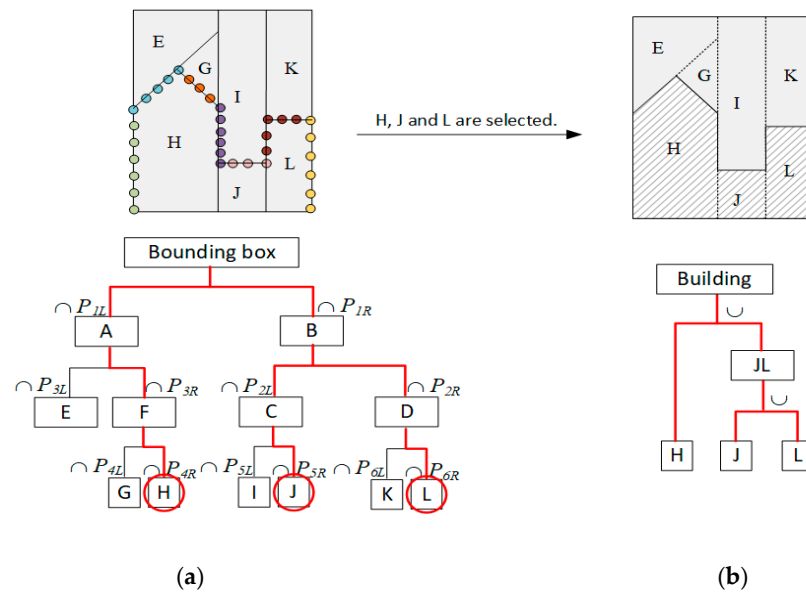 E
G
K
I
H
L
J
H, J and L are selected.
E
G
K
I
H
L
J
Bounding box
∩ P1L
∩ P1R
A
B
∩ P3L
∩ P3R
∩ P2L
∩ P2R
E
F
C
D
∩ P4L
∩ P4R
∩ P5L
∩ P5R
∩ P6L
∩ P6R
G
H
I
J
K
L
Building
∪
JL
∪
H
J
L
(a)
(b)